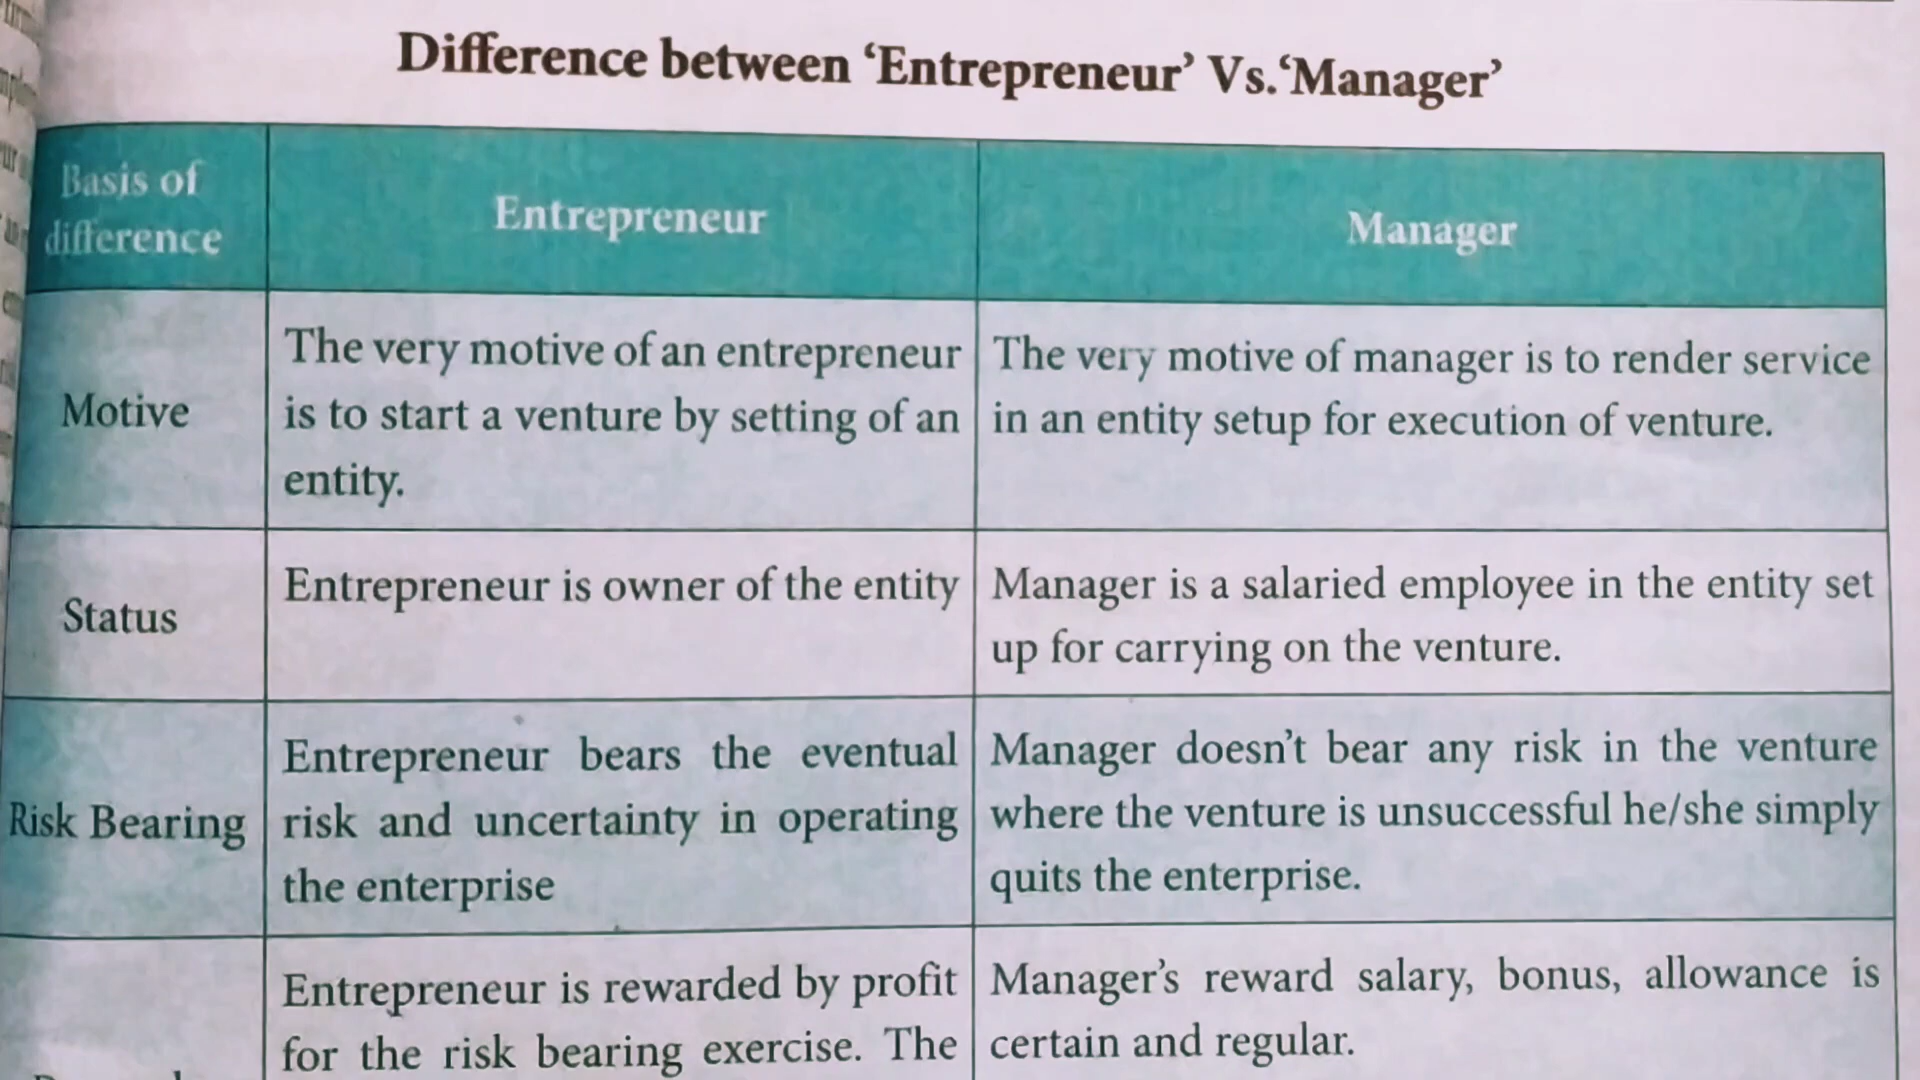 Difference between ‘Entrepreneur’ Vs.‘Manager’
Basis of
difference
Entrepreneur
Manager
Motive
The very motive of an entrepreneur
is to start a venture by setting of an
entity.
The very motive of manager is to render service
in an entity setup for execution of venture.
Status
Entrepreneur is owner of the entity
Manager is a salaried employee in the entity set
up for carrying on the venture.
Risk Bearing
Entrepreneur bears the eventual
risk and uncertainty in operating
the enterprise
Manager doesn’t bear any risk in the venture
where the venture is unsuccessful he/she simply
quits the enterprise.
Entrepreneur is rewarded by profit
for the risk bearing exercise. The
Manager’s reward salary, bonus, allowance is
certain and regular.